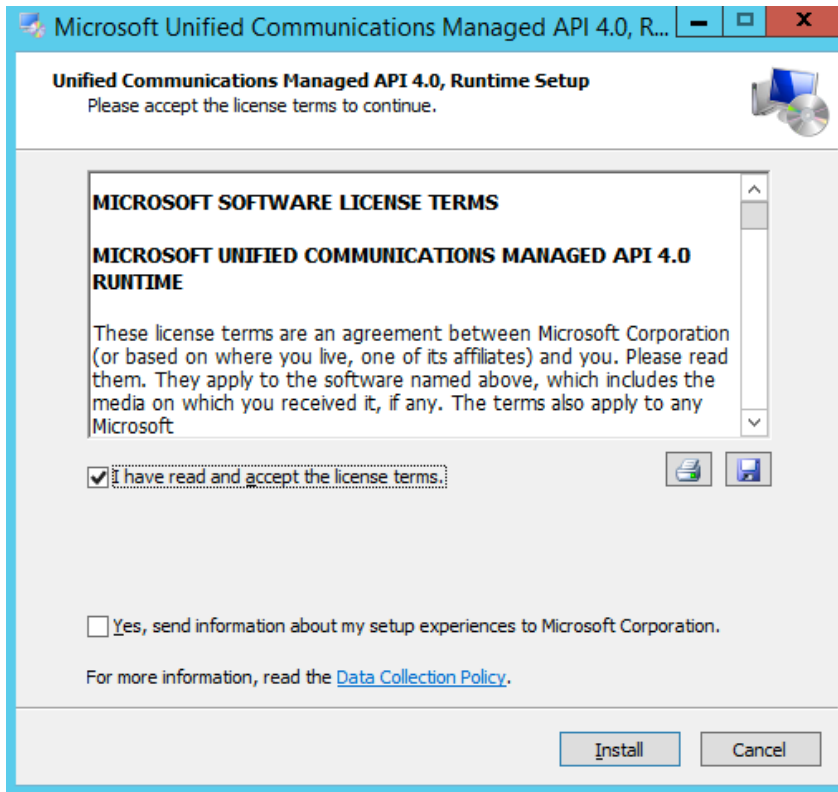 Microsoft Unified Communications Managed API 4.0, R...
Unified Communications Managed API 4.0, Runtime Setup
Please accept the license terms to continue.
MICROSOFT SOFTWARE LICENSE TERMS
MICROSOFT UNIFIED COMMUNICATIONS MANAGED API 4.0
RUNTIME
These license terms are an agreement between Microsoft Corporation
(or based on where you live, one of its affiliates) and you. Please read
them. They apply to the software named above, which includes the
media on which you received it, if any. The terms also apply to any
Microsoft
I have read and accept the license terms.
Yes, send information about my setup experiences to Microsoft Corporation.
For more information, read the Data Collection Policy.
Install Cancel